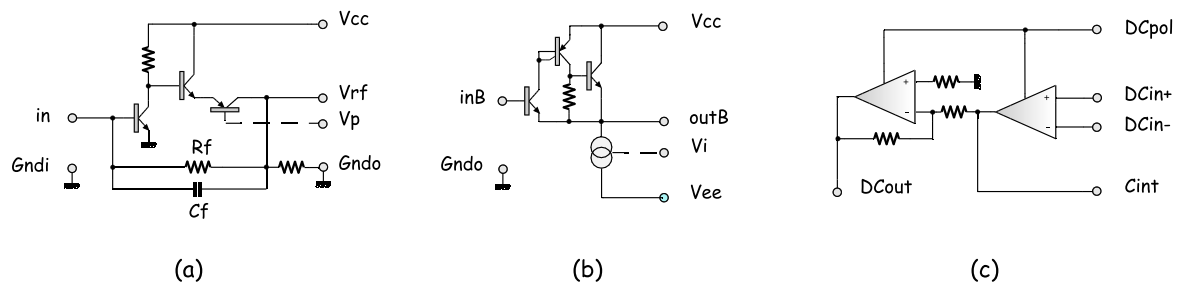 Vcc
Vrf
in
Vp
Rf
Gndi
Gndo
Cf
(a)
Vcc
inB
outB
Vi
Gndo
Vee
(b)
DCpol
+
+
DCin+
-
-
DCin-
DCout
Cint
(c)